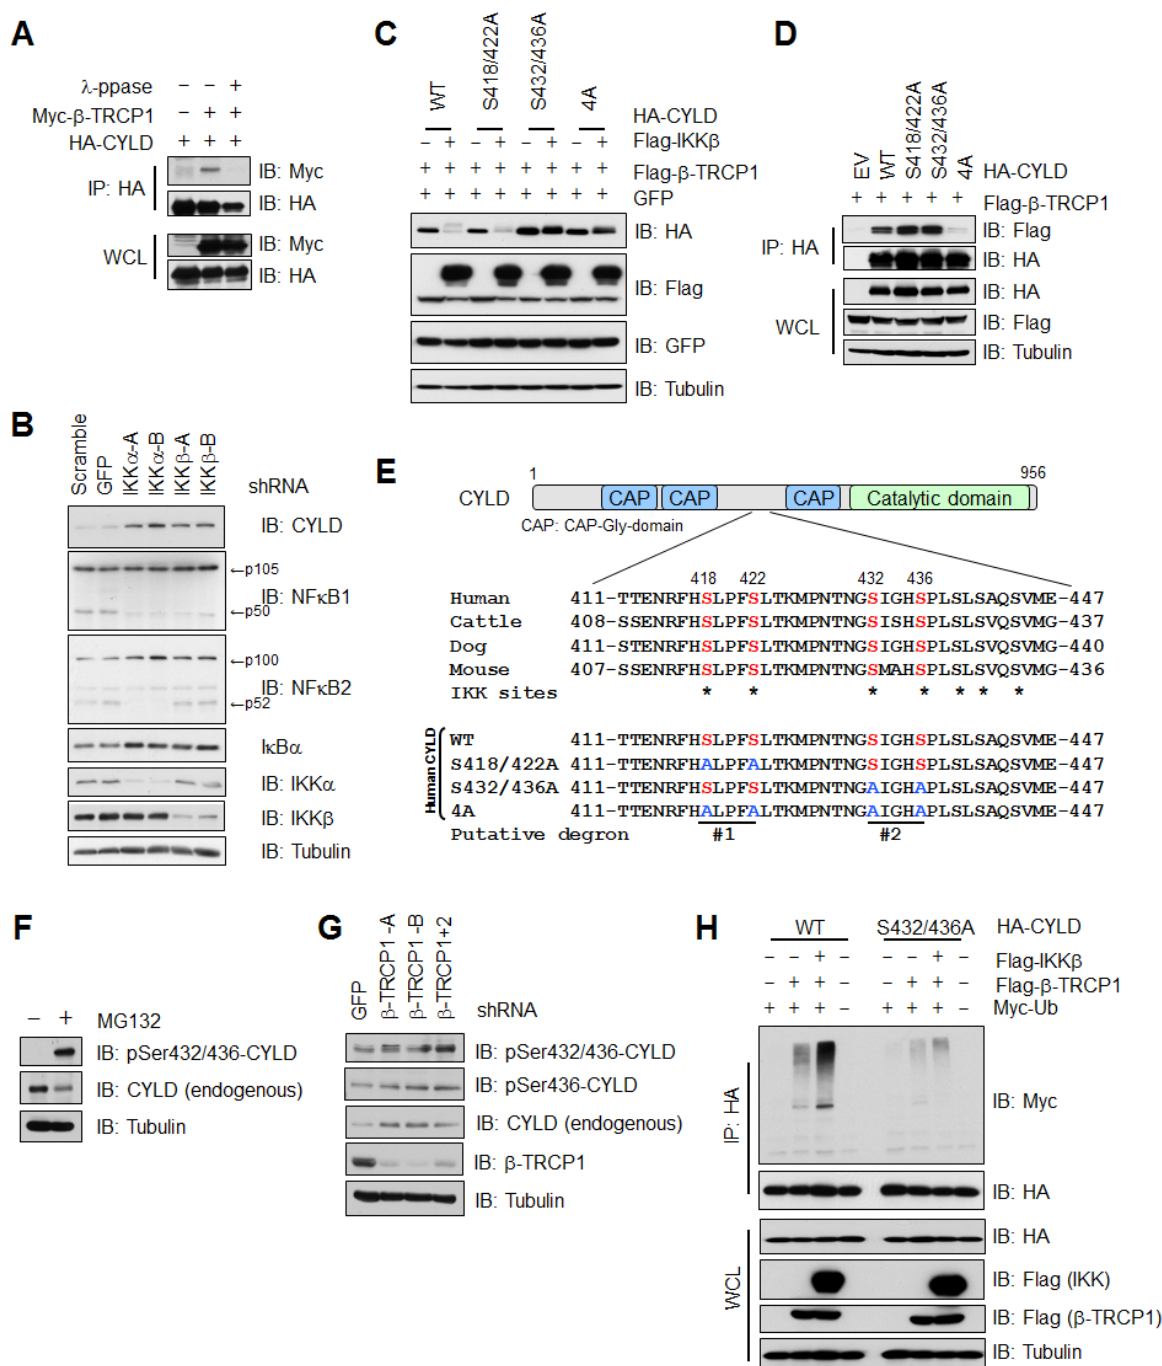 A
λ-ppase – – +
Myc-β-TRCP1 – + +
HA-CYLD + + +
IP: HA
IB: Myc
IB: HA
WCL
IB: Myc
IB: HA
B
Scramble
GFP
IKKα-A
IKKα-B
IKKβ-A
IKKβ-B
shRNA
IB: CYLD
←p105
IB: NFκB1
←p50
←p100
IB: NFκB2
←p52
IκBα
IB: IKKα
IB: IKKβ
IB: Tubulin
C
WT
S418/422A
S432/436A
4A
HA-CYLD
– + – + – + – + Flag-IKKβ
+ + + + + + + + Flag-β-TRCP1
+ + + + + + + + GFP
IB: HA
IB: Flag
IB: GFP
IB: Tubulin
D
EV
WT
S418/422A
S432/436A
4A
HA-CYLD
+ + + + + Flag-β-TRCP1
IP: HA
IB: Flag
IB: HA
WCL
IB: HA
IB: Flag
IB: Tubulin
E
1 956
CYLD CAP CAP CAP Catalytic domain
CAP: CAP-Gly-domain
418 422 432 436
Human 411-TTENRFHSLPFSLTKMPNTNGSIGHSPLSLSAQSVME-447
Cattle 408-SSENRFHSLPFSLTKMPNTNGSISHSPLSLSVQSVMG-437
Dog 411-TTENRFHSLPFSLTKMPNTNGSIGHSPLSLSVQSVMG-440
Mouse 407-SSENRFHSLPFSLTKMPNTNGSMAHSPLSLSVQSVMG-436
IKK sites * * * * * * *
Human CYLD
WT 411-TTENRFHSLPFSLTKMPNTNGSIGHSPLSLSAQSVME-447
S418/422A 411-TTENRFHALPFALTKMPNTNGSIGHSPLSLSAQSVME-447
S432/436A 411-TTENRFHSLPFSLTKMPNTNGAIGHAPLSLSAQSVME-447
4A 411-TTENRFHALPFALTKMPNTNGAIGHAPLSLSAQSVME-447
Putative degron #1 #2
F
– + MG132
IB: pSer432/436-CYLD
IB: CYLD (endogenous)
IB: Tubulin
G
GFP
β-TRCP1-A
β-TRCP1-B
β-TRCP1+2
shRNA
IB: pSer432/436-CYLD
IB: pSer436-CYLD
IB: CYLD (endogenous)
IB: β-TRCP1
IB: Tubulin
H
WT S432/436A HA-CYLD
– – + – – – + – Flag-IKKβ
– + + – – + + – Flag-β-TRCP1
+ + + – + + + – Myc-Ub
IP: HA
IB: Myc
IB: HA
WCL
IB: HA
IB: Flag (IKK)
IB: Flag (β-TRCP1)
IB: Tubulin